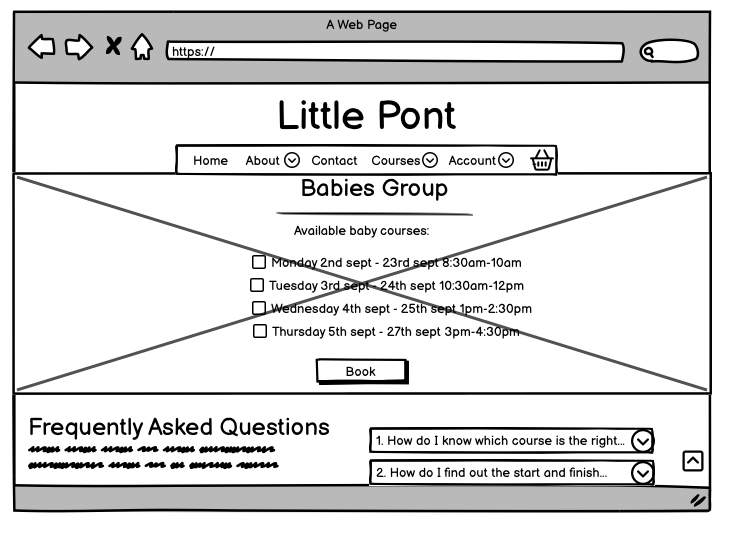 A Web Page
https://
Little Pont
Home About Contact Courses Account
Babies Group
Available baby courses:
Monday 2nd sept - 23rd sept 8:30am-10am
Tuesday 3rd sept - 24th sept 10:30am-12pm
Wednesday 4th sept - 25th sept 1pm-2:30pm
Thursday 5th sept - 27th sept 3pm-4:30pm
Book
Frequently Asked Questions
1. How do I know which course is the right...
2. How do I find out the start and finish...